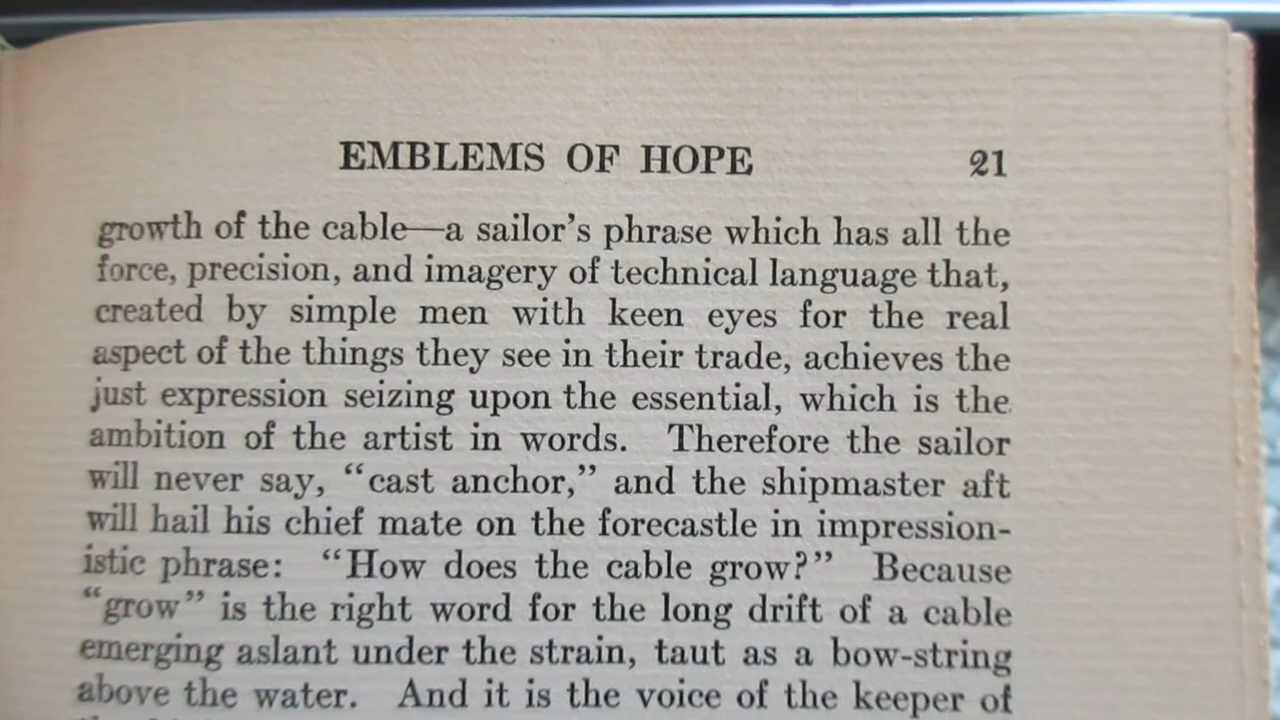 EMBLEMS OF HOPE 21
growth of the cable—a sailor's phrase which has all the
force, precision, and imagery of technical language that,
created by simple men with keen eyes for the real
aspect of the things they see in their trade, achieves the
just expression seizing upon the essential, which is the
ambition of the artist in words. Therefore the sailor
will never say, “cast anchor,” and the shipmaster aft
will hail his chief mate on the forecastle in impression-
istic phrase: “How does the cable grow?” Because
“grow” is the right word for the long drift of a cable
emerging aslant under the strain, taut as a bow-string
above the water. And it is the voice of the keeper of